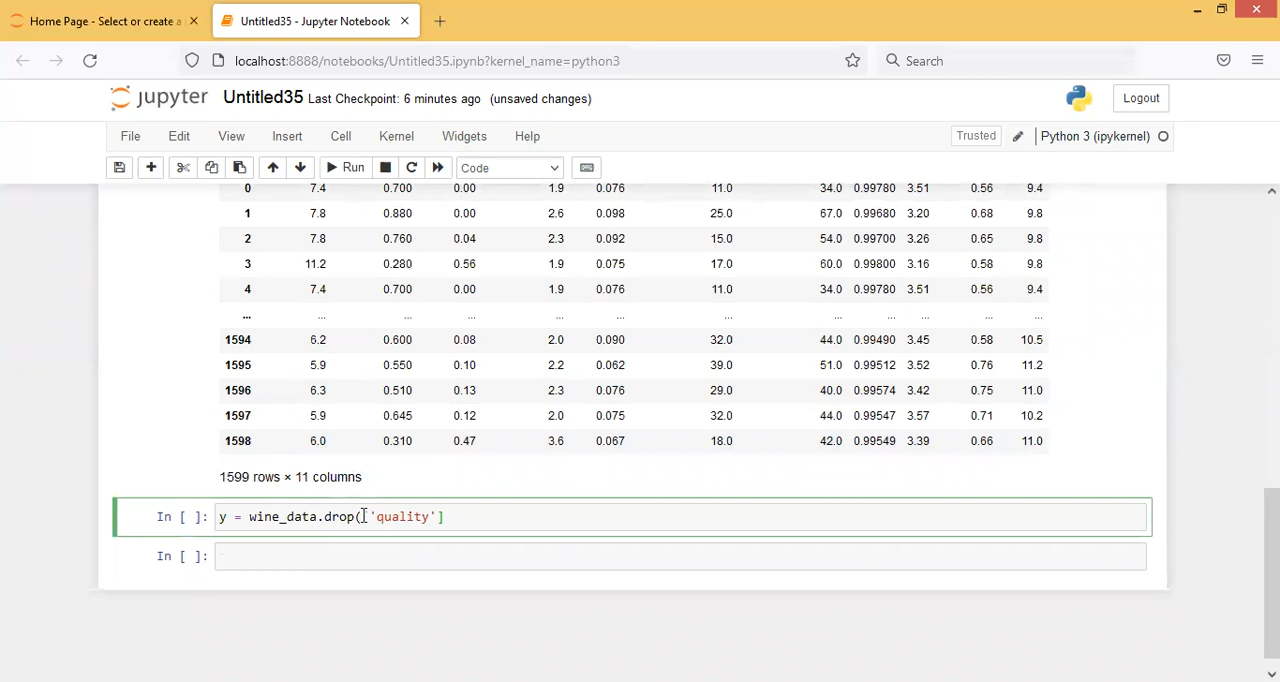 Home Page - Select or create a
Untitled35 - Jupyter Notebook
localhost:8888/notebooks/Untitled35.ipynb?kernel_name=python3
Search
jupyter Untitled35 Last Checkpoint: 6 minutes ago (unsaved changes)
Logout
File Edit View Insert Cell Kernel Widgets Help
Trusted
Python 3 (ipykernel)
Run
Code
0 7.4 0.700 0.00 1.9 0.076 11.0 34.0 0.99780 3.51 0.56 9.4
1 7.8 0.880 0.00 2.6 0.098 25.0 67.0 0.99680 3.20 0.68 9.8
2 7.8 0.760 0.04 2.3 0.092 15.0 54.0 0.99700 3.26 0.65 9.8
3 11.2 0.280 0.56 1.9 0.075 17.0 60.0 0.99800 3.16 0.58 9.8
4 7.4 0.700 0.00 1.9 0.076 11.0 34.0 0.99780 3.51 0.56 9.4
... ... ... ... ... ... ... ... ... ... ... ...
1594 6.2 0.600 0.08 2.0 0.090 32.0 44.0 0.99490 3.45 0.58 10.5
1595 5.9 0.550 0.10 2.2 0.062 39.0 51.0 0.99512 3.52 0.76 11.2
1596 6.3 0.510 0.13 2.3 0.076 29.0 40.0 0.99574 3.42 0.75 11.0
1597 5.9 0.645 0.12 2.0 0.075 32.0 44.0 0.99547 3.57 0.71 10.2
1598 6.0 0.310 0.47 3.6 0.067 18.0 42.0 0.99549 3.39 0.66 11.0
1599 rows × 11 columns
In [ ]: y = wine_data.drop(['quality']
In [ ]: